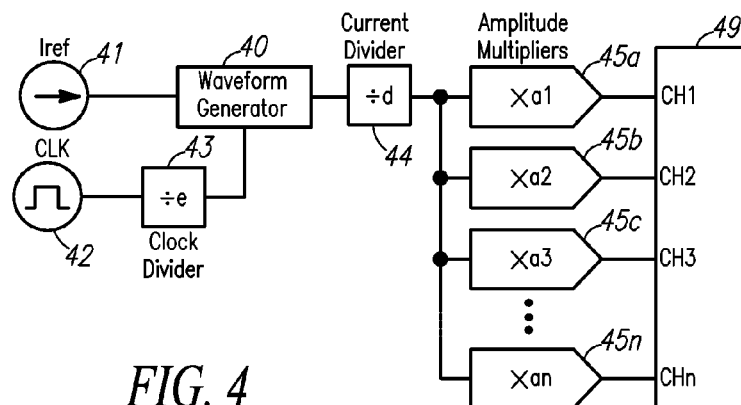 Iref
41
40
Waveform
Generator
Current
Divider
÷d
44
Amplitude
Multipliers
45a
×a1
49
CH1
CLK
42
43
÷e
Clock
Divider
45b
×a2
CH2
45c
×a3
CH3
45n
×an
CHn
FIG. 4